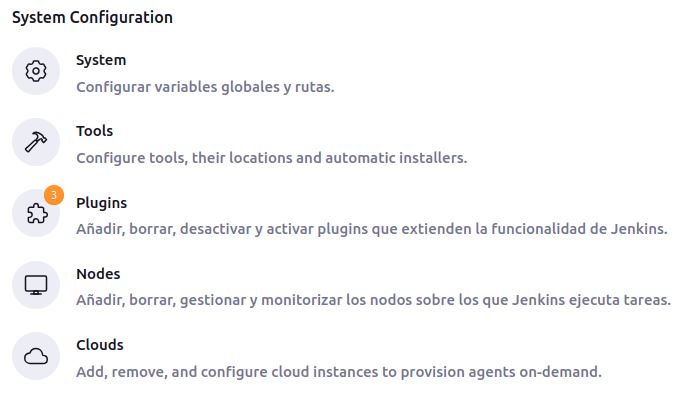 System Configuration
System
Configurar variables globales y rutas.
Tools
Configure tools, their locations and automatic installers.
3
Plugins
Añadir, borrar, desactivar y activar plugins que extienden la funcionalidad de Jenkins.
Nodes
Añadir, borrar, gestionar y monitorizar los nodos sobre los que Jenkins ejecuta tareas.
Clouds
Add, remove, and configure cloud instances to provision agents on-demand.